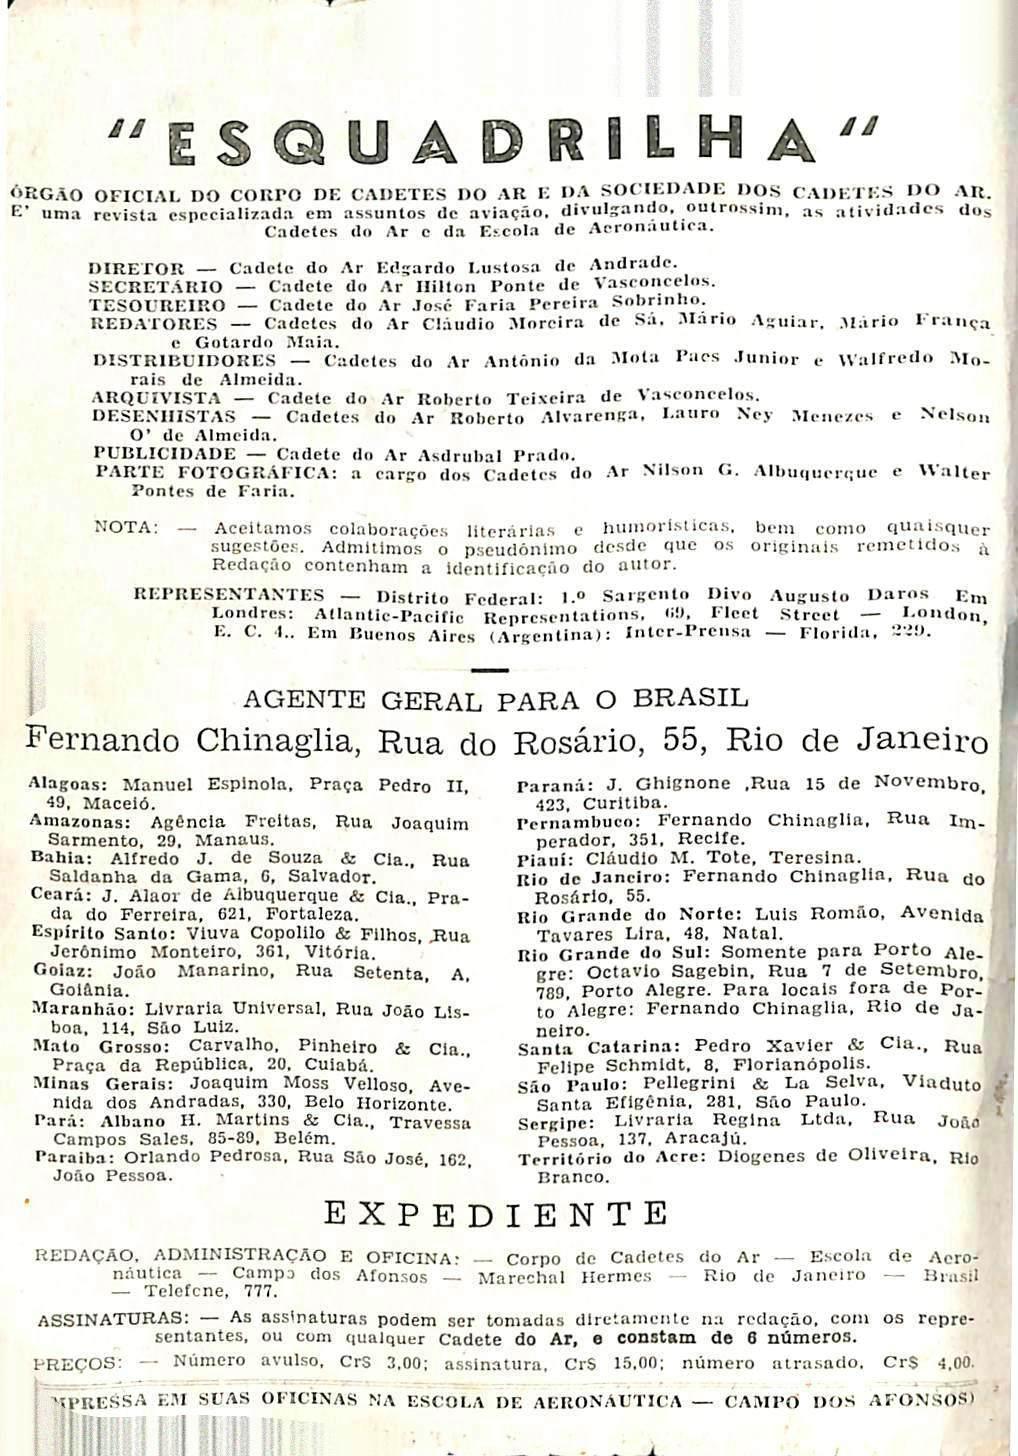 "ESQUADRILHA"
ÓRGÃO OFICIAL DO CORPO DE CADETES DO AR E DA SOCIEDADE DOS CADETES DO AR.
E' uma revista especializada em assuntos de aviação, divulgando, outrossim, as atividades dos
Cadetes do Ar e da Escola de Aeronáutica.
DIRETOR — Cadete do Ar Edgardo Lustosa de Andrade.
SECRETÁRIO — Cadete do Ar Hilton Ponte de Vasconcelos.
TESOUREIRO — Cadete do Ar José Faria Pereira Sobrinho.
REDATORES — Cadetes do Ar Cláudio Moreira de Sá, Mário Aguiar, Mário França
e Gotardo Maia.
DISTRIBUIDORES — Cadetes do Ar Antônio da Mota Paes Junior e Walfredo Mo-
rais de Almeida.
ARQUIVISTA — Cadete do Ar Roberto Teixeira de Vasconcelos.
DESENHISTAS — Cadetes do Ar Roberto Alvarenga, Lauro Ney Menezes e Nelson
O' de Almeida.
PUBLICIDADE — Cadete do Ar Asdrubal Prado.
PARTE FOTOGRÁFICA: a cargo dos Cadetes do Ar Nilson G. Albuquerque e Walter
Pontes de Faria.
NOTA: — Aceitamos colaborações literárias e humorísticas, bem como quaisquer
sugestões. Admitimos o pseudônimo desde que os originais remetidos à
Redação contenham a identificação do autor.
REPRESENTANTES — Distrito Federal: 1.º Sargento Divo Augusto Daros Em
Londres: Atlantic-Pacific Representations, 69, Fleet Street — London,
E. C. 4.. Em Buenos Aires (Argentina): Inter-Prensa — Florida, 229.
AGENTE GERAL PARA O BRASIL
Fernando Chinaglia, Rua do Rosário, 55, Rio de Janeiro
Alagoas: Manuel Espinola, Praça Pedro II,
49, Maceió.
Amazonas: Agência Freitas, Rua Joaquim
Sarmento, 29, Manaus.
Bahia: Alfredo J. de Souza & Cia., Rua
Saldanha da Gama, 6, Salvador.
Ceará: J. Alaor de Albuquerque & Cia., Pra-
da do Ferreira, 621, Fortaleza.
Espírito Santo: Viuva Copolilo & Filhos, Rua
Jerônimo Monteiro, 361, Vitória.
Goiaz: João Manarino, Rua Setenta, A,
Goiânia.
Maranhão: Livraria Universal, Rua João Lis-
boa, 114, São Luiz.
Mato Grosso: Carvalho, Pinheiro & Cia.,
Praça da República, 20, Cuiabá.
Minas Gerais: Joaquim Moss Velloso, Ave-
nida dos Andradas, 330, Belo Horizonte.
Pará: Albano H. Martins & Cia., Travessa
Campos Sales, 85-89, Belém.
Paraiba: Orlando Pedrosa, Rua São José, 162,
João Pessoa.
Paraná: J. Ghignone ,Rua 15 de Novembro,
423, Curitiba.
Pernambuco: Fernando Chinaglia, Rua Im-
perador, 351, Recife.
Piauí: Cláudio M. Tote, Teresina.
Rio de Janeiro: Fernando Chinaglia, Rua do
Rosário, 55.
Rio Grande do Norte: Luis Romão, Avenida
Tavares Lira, 48, Natal.
Rio Grande do Sul: Somente para Porto Ale-
gre: Octavio Sagebin, Rua 7 de Setembro,
789, Porto Alegre. Para locais fora de Por-
to Alegre: Fernando Chinaglia, Rio de Ja-
neiro.
Santa Catarina: Pedro Xavier & Cia., Rua
Felipe Schmidt, 8, Florianópolis.
São Paulo: Pellegrini & La Selva, Viaduto
Santa Efigênia, 281, São Paulo.
Sergipe: Livraria Regina Ltda, Rua João
Pessoa, 137, Aracajú.
Território do Acre: Diogenes de Oliveira, Rio
Branco.
EXPEDIENTE
REDAÇÃO, ADMINISTRAÇÃO E OFICINA: — Corpo de Cadetes do Ar — Escola de Aero-
náutica — Campo dos Afonsos — Marechal Hermes — Rio de Janeiro — Brasil
— Telefcne, 777.
ASSINATURAS: — As assinaturas podem ser tomadas diretamente na redação, com os repre-
sentantes, ou com qualquer Cadete do Ar, e constam de 6 números.
PREÇOS: — Número avulso, Cr$ 3,00; assinatura, Cr$ 15,00; número atrasado, Cr$ 4,00.
MPRESSA EM SUAS OFICINAS NA ESCOLA DE AERONÁUTICA — CAMPO DOS AFONSOS)